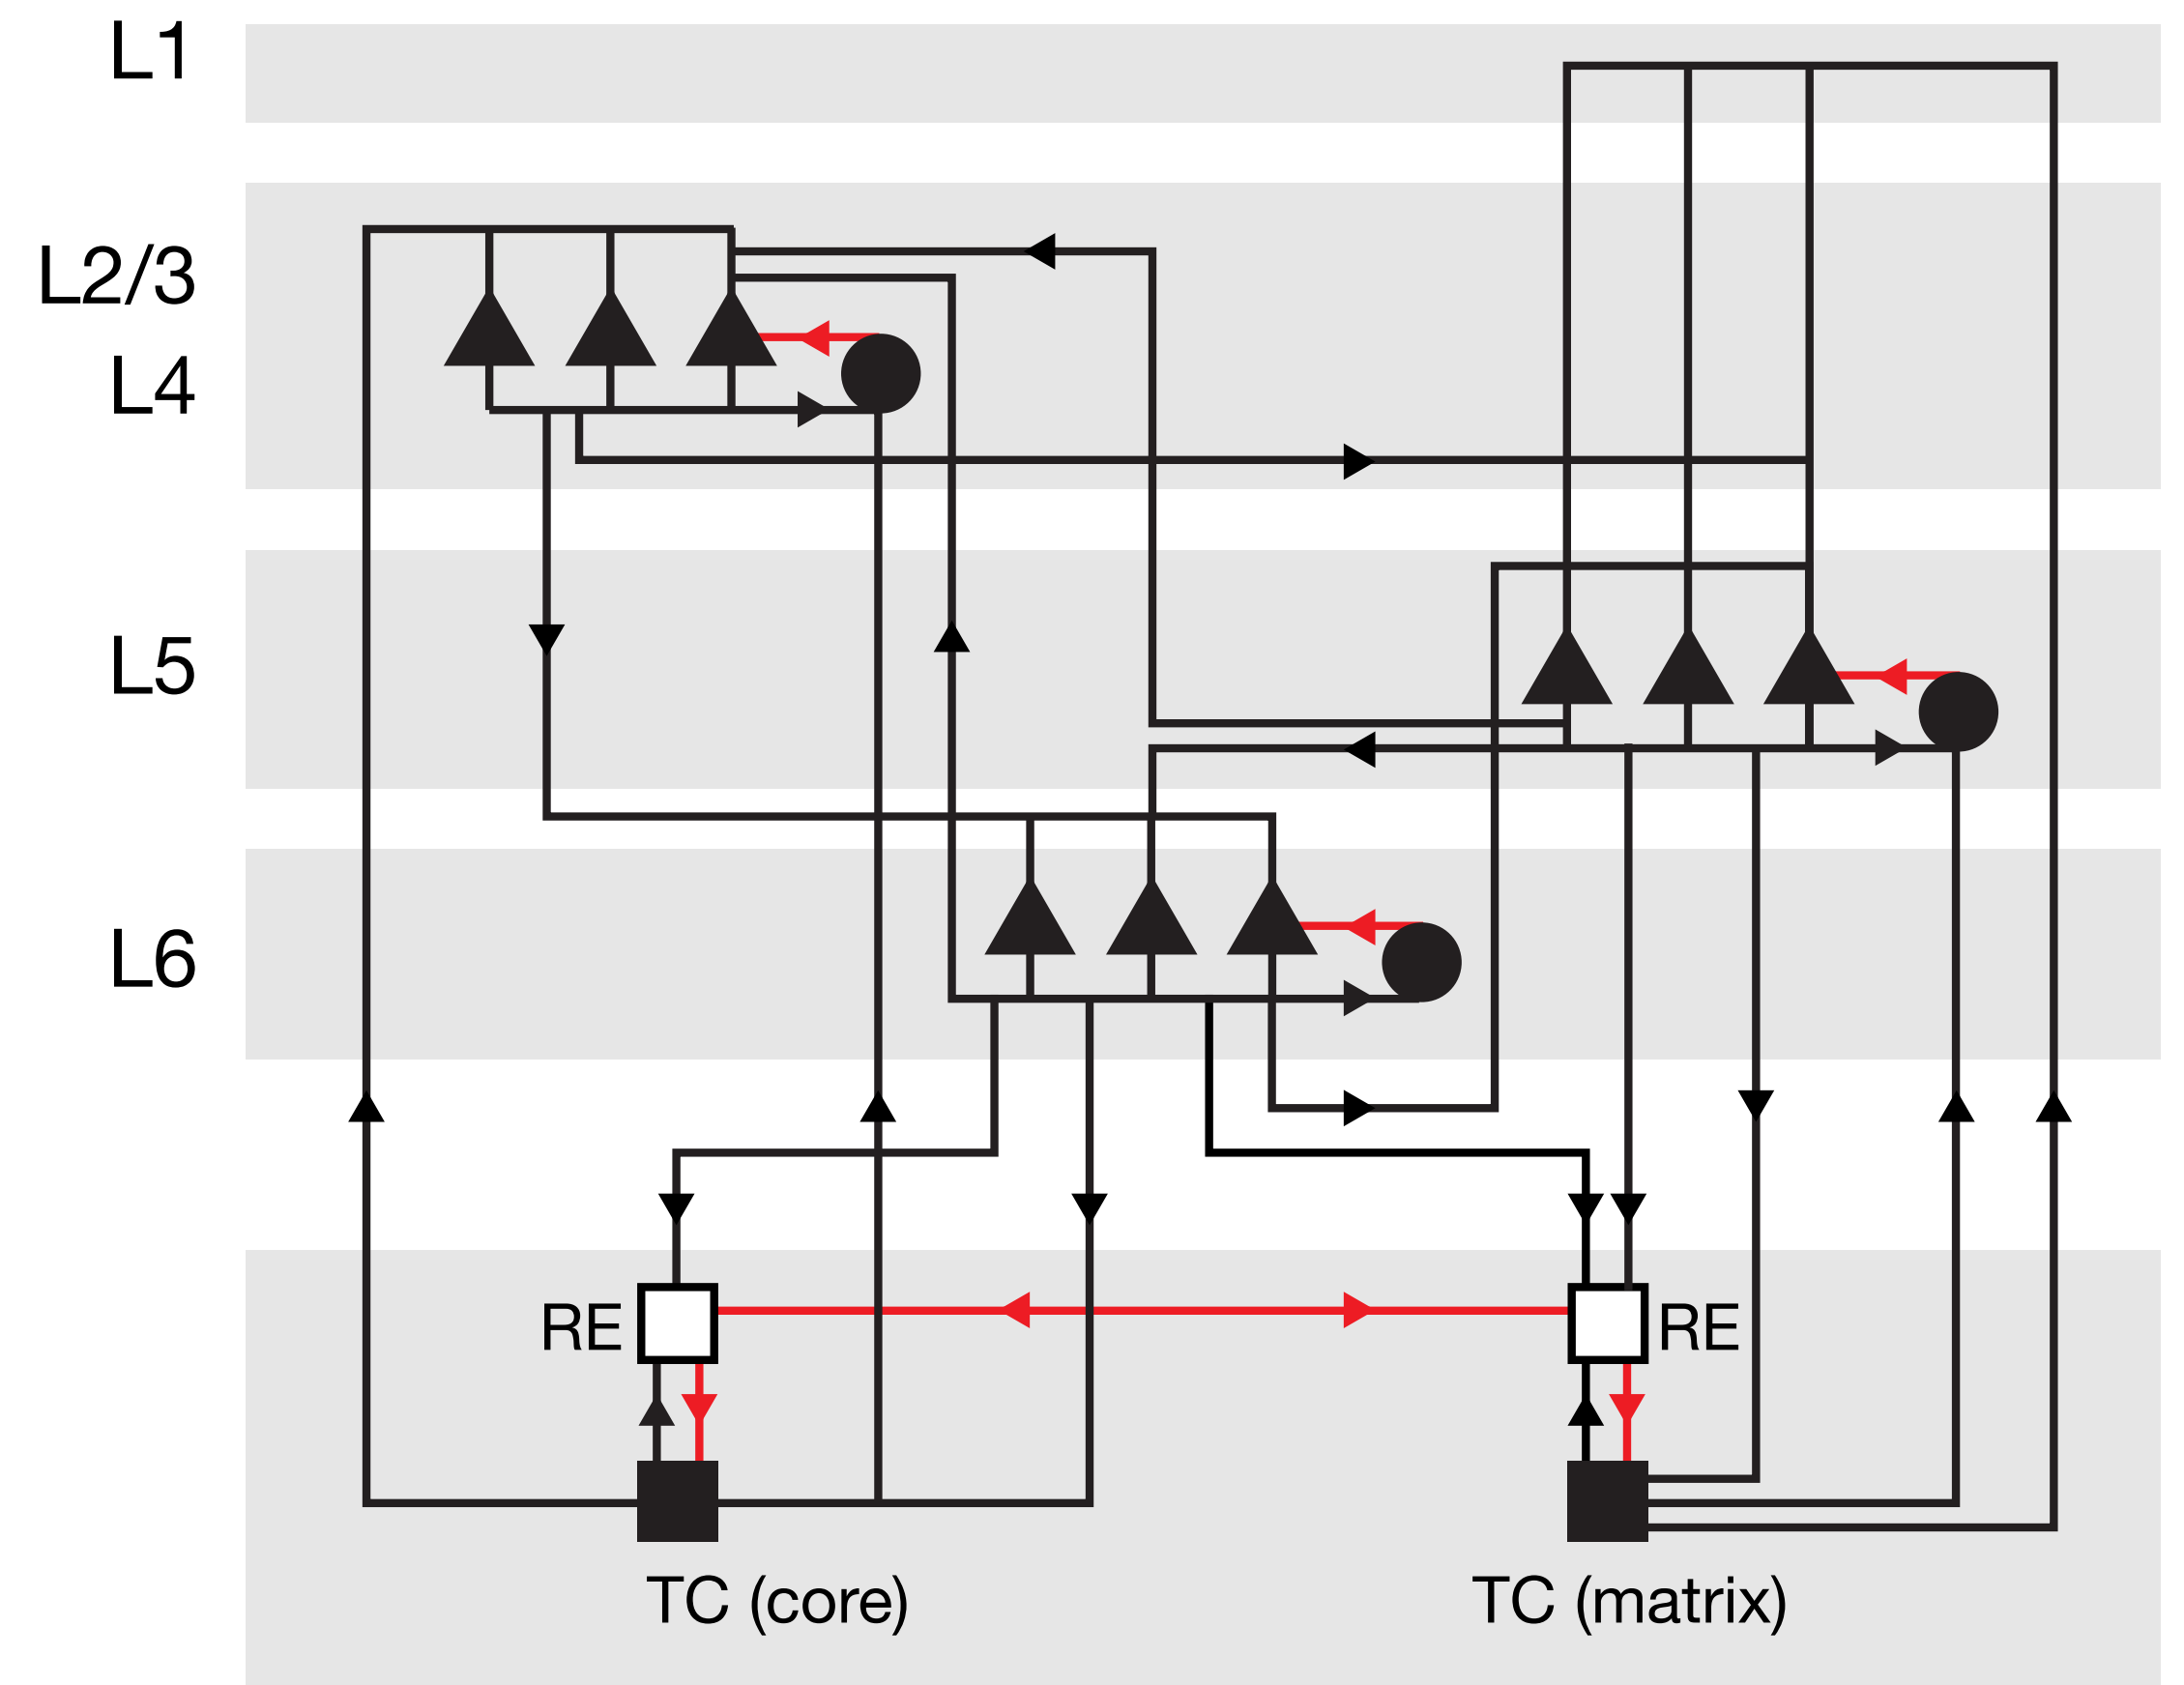 L1
L2/3
L4
L5
L6
RE
RE
TC (core)
TC (matrix)